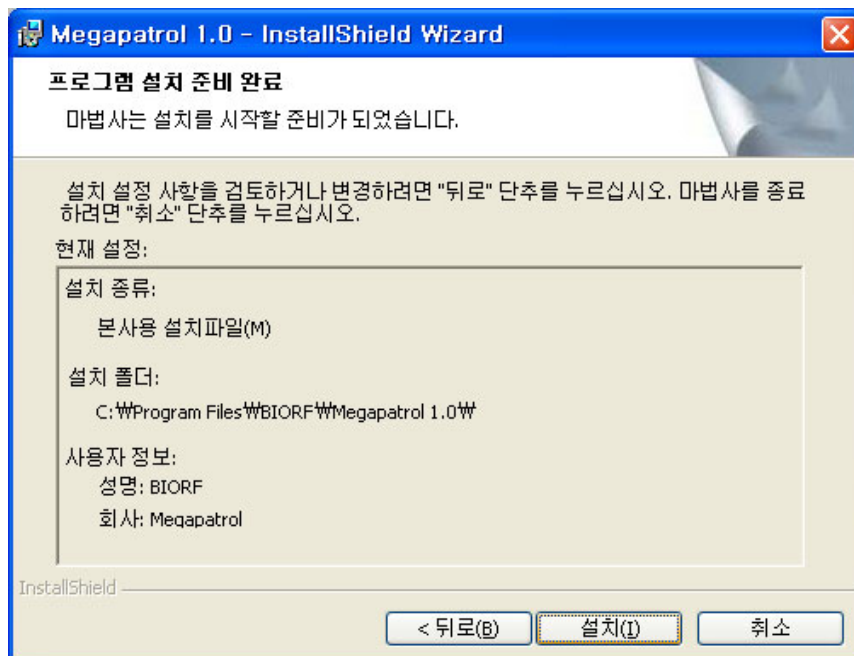 Megapatrol 1.0 - InstallShield Wizard
프로그램 설치 준비 완료
마법사는 설치를 시작할 준비가 되었습니다.
설치 설정 사항을 검토하거나 변경하려면 "뒤로" 단추를 누르십시오. 마법사를 종료
하려면 "취소" 단추를 누르십시오.
현재 설정:
설치 종류:
본사용 설치파일(M)
설치 폴더:
C:₩Program Files₩BIORF₩Megapatrol 1.0₩
사용자 정보:
성명: BIORF
회사: Megapatrol
InstallShield
< 뒤로(B)
설치(I)
취소